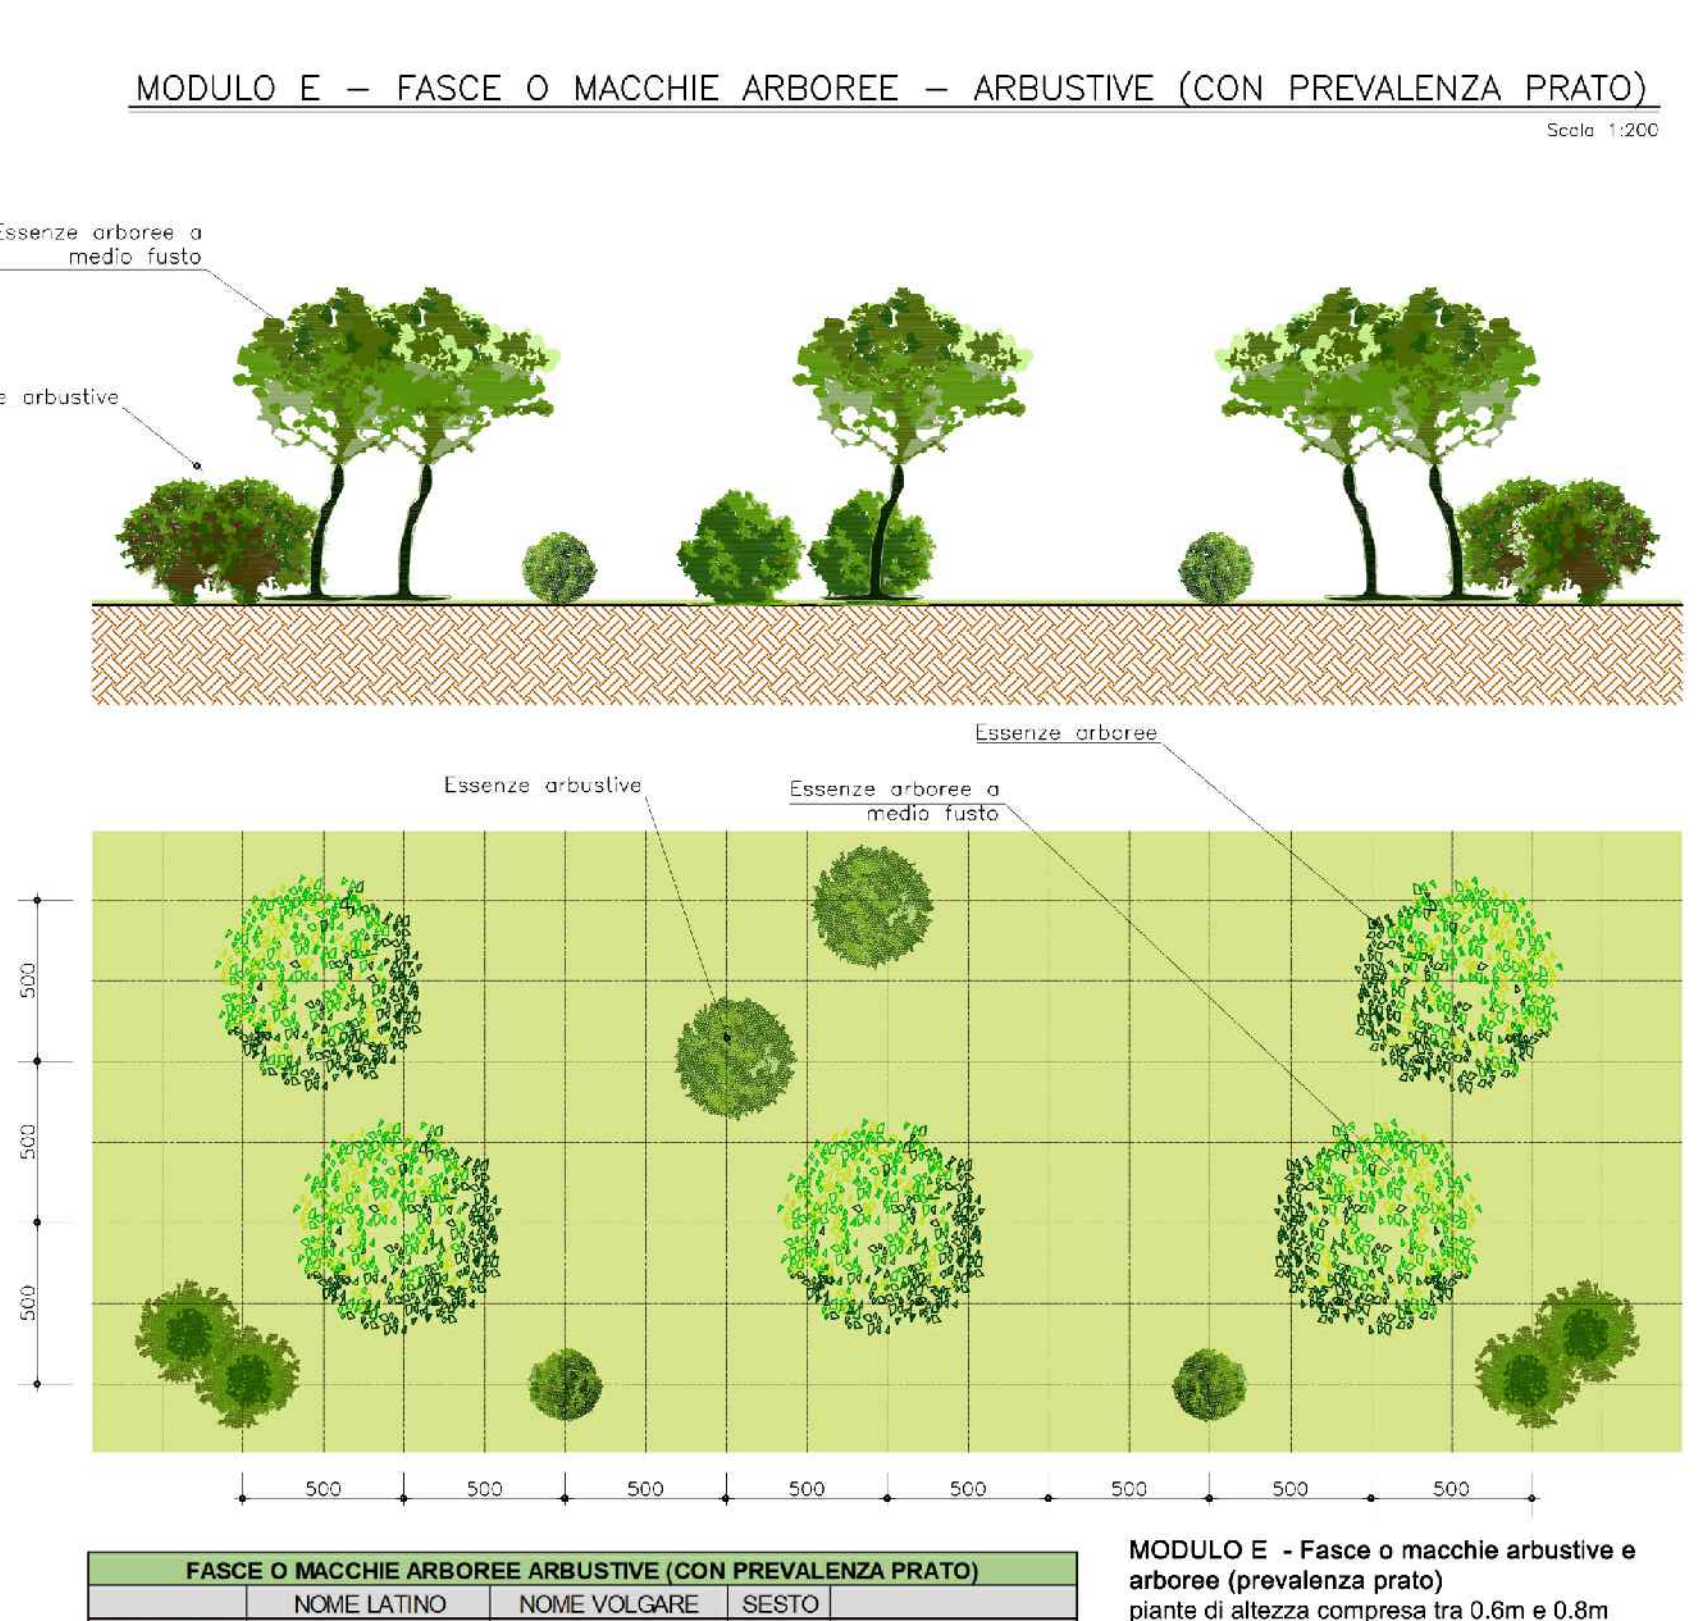 MODULO E – FASCE O MACCHIE ARBOREE – ARBUSTIVE (CON PREVALENZA PRATO)
Scala 1:200
Essenze arboree a
medio fusto
arbustive
Essenze arboree
Essenze arbustive
Essenze arboree a
medio fusto
500
500
500
500 500 500 500 500 500 500 500
FASCE O MACCHIE ARBOREE ARBUSTIVE (CON PREVALENZA PRATO)
NOME LATINO NOME VOLGARE SESTO
MODULO E - Fasce o macchie arbustive e
arboree (prevalenza prato)
piante di altezza compresa tra 0.6m e 0.8m